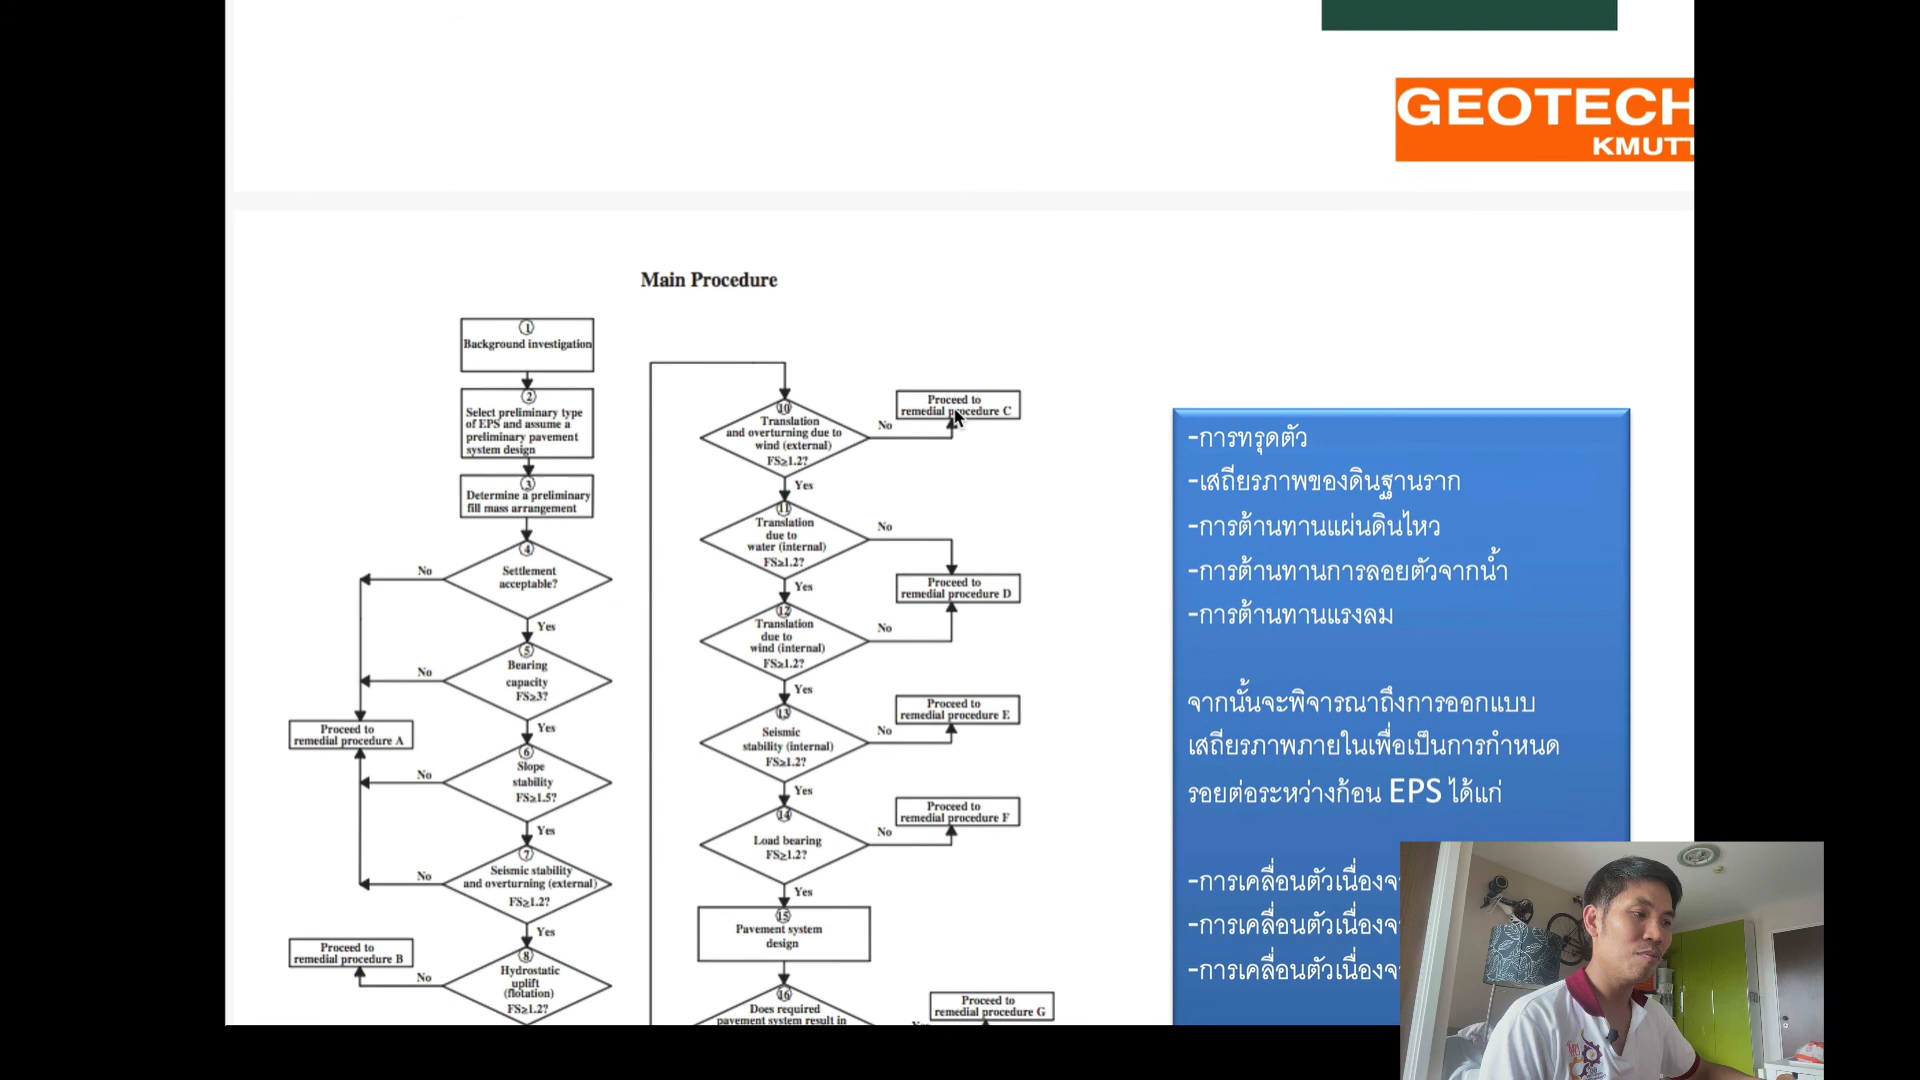 GEOTECH
KMUTT
Main Procedure
1
Background investigation
2
Select preliminary type
of EPS and assume a
preliminary pavement
system design
3
Determine a preliminary
fill mass arrangement
4
Settlement
acceptable?
No
Yes
5
Bearing
capacity
FS≥3?
No
Yes
Proceed to
remedial procedure A
6
Slope
stability
FS≥1.5?
No
Yes
7
Seismic stability
and overturning (external)
FS≥1.2?
No
Yes
Proceed to
remedial procedure B
8
Hydrostatic
uplift
(flotation)
FS≥1.2?
No
10
Translation
and overturning due to
wind (external)
FS≥1.2?
No
Proceed to
remedial procedure C
Yes
11
Translation
due to
water (internal)
FS≥1.2?
No
Yes
Proceed to
remedial procedure D
12
Translation
due to
wind (internal)
FS≥1.2?
No
Yes
13
Seismic
stability (internal)
FS≥1.2?
No
Proceed to
remedial procedure E
Yes
14
Load bearing
FS≥1.2?
No
Proceed to
remedial procedure F
Yes
15
Pavement system
design
16
Does required
pavement system result in
Proceed to
remedial procedure G
-การทรุดตัว
-เสถียรภาพของดินฐานราก
-การต้านทานแผ่นดินไหว
-การต้านทานการลอยตัวจากน้ำ
-การต้านทานแรงลม
จากนั้นจะพิจารณาถึงการออกแบบ
เสถียรภาพภายในเพื่อเป็นการกำหนด
รอยต่อระหว่างก้อน EPS ได้แก่
-การเคลื่อนตัวเนื่องจ
-การเคลื่อนตัวเนื่องจ
-การเคลื่อนตัวเนื่องจ